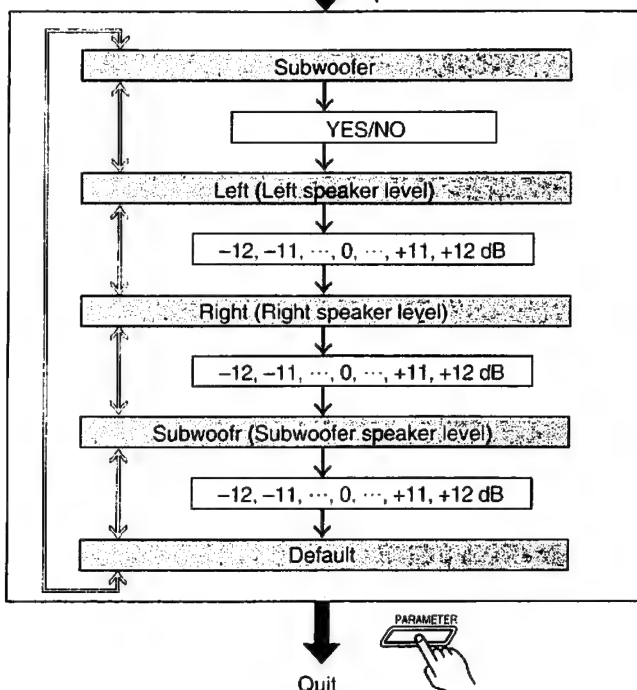 Subwoofer
YES/NO
Left (Left speaker level)
−12, −11, ···, 0, ···, +11, +12 dB
Right (Right speaker level)
−12, −11, ···, 0, ···, +11, +12 dB
Subwoofr (Subwoofer speaker level)
−12, −11, ···, 0, ···, +11, +12 dB
Default
PARAMETER
Quit